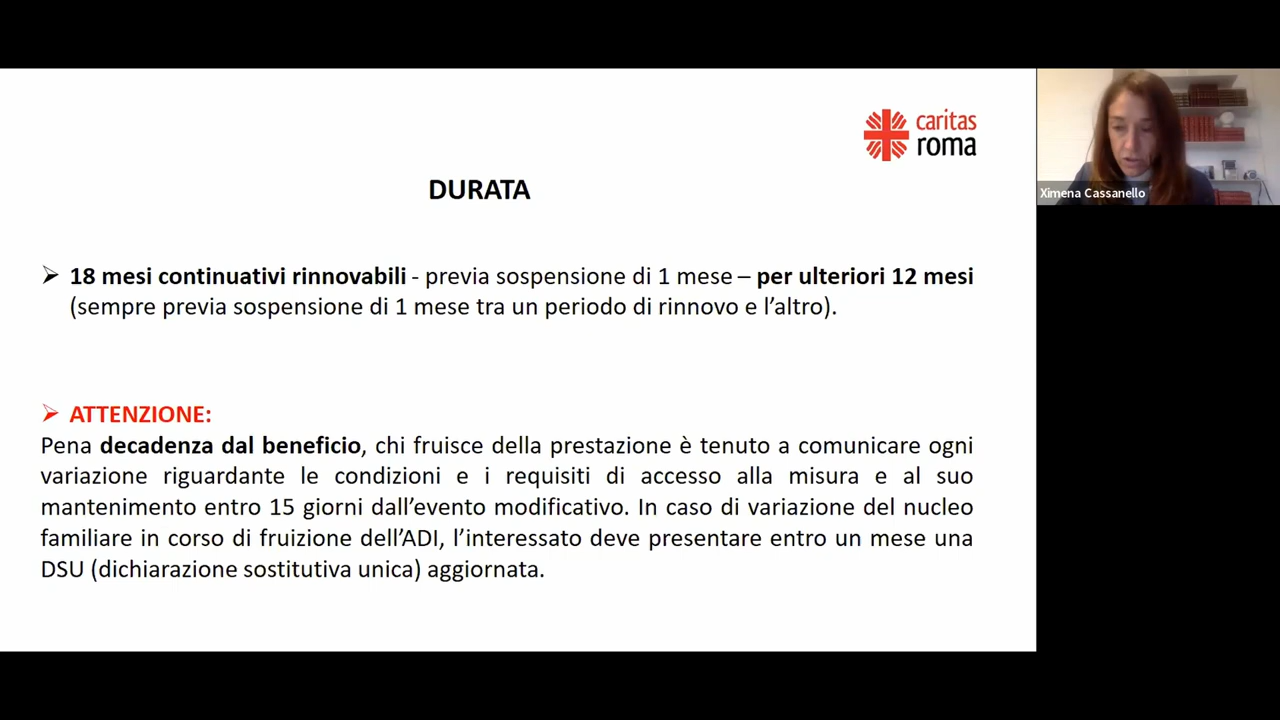 caritas
roma
DURATA
➢ 18 mesi continuativi rinnovabili - previa sospensione di 1 mese – per ulteriori 12 mesi
(sempre previa sospensione di 1 mese tra un periodo di rinnovo e l’altro).
➢ ATTENZIONE:
Pena decadenza dal beneficio, chi fruisce della prestazione è tenuto a comunicare ogni
variazione riguardante le condizioni e i requisiti di accesso alla misura e al suo
mantenimento entro 15 giorni dall’evento modificativo. In caso di variazione del nucleo
familiare in corso di fruizione dell’ADI, l’interessato deve presentare entro un mese una
DSU (dichiarazione sostitutiva unica) aggiornata.
Ximena Cassanello